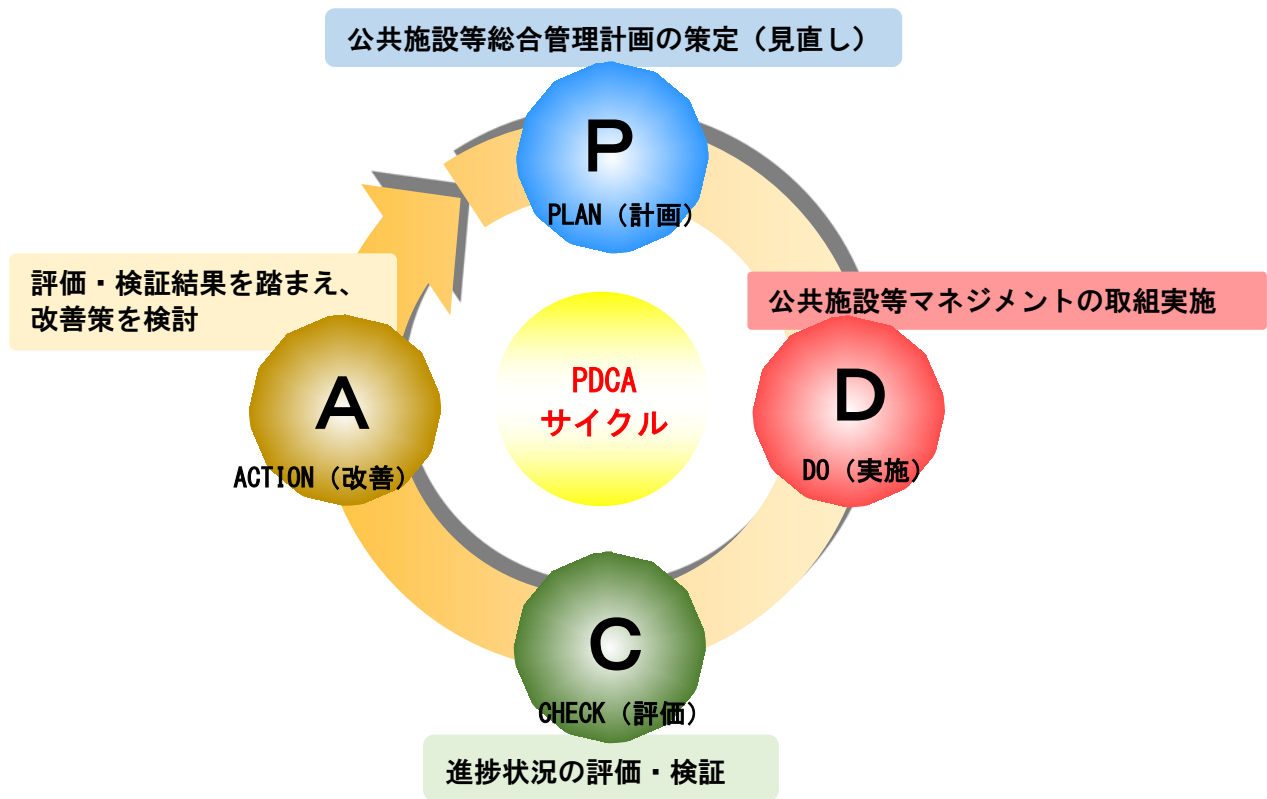 公共施設等総合管理計画の策定（見直し）
P
PLAN（計画）
公共施設等マネジメントの取組実施
D
DO（実施）
C
CHECK（評価）
進捗状況の評価・検証
評価・検証結果を踏まえ、
改善策を検討
A
ACTION（改善）
PDCA
サイクル